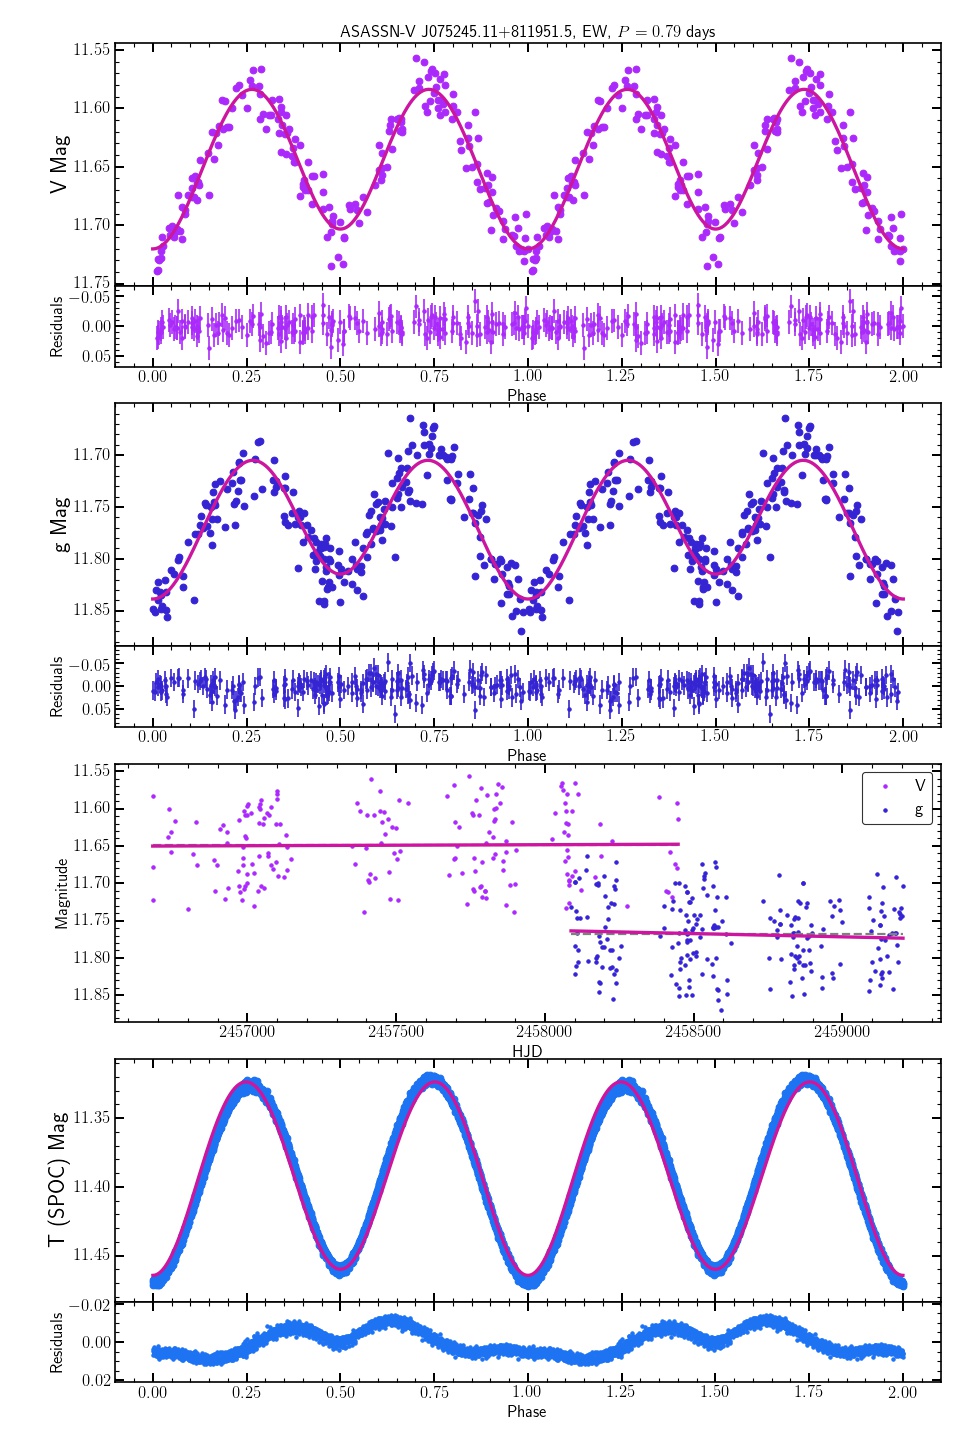 ASASSN-V J075245.11+811951.5, EW, P = 0.79 days
11.55
11.60
11.65
11.70
11.75
V Mag
−0.05
0.00
0.05
Residuals
0.00 0.25 0.50 0.75 1.00 1.25 1.50 1.75 2.00
Phase
11.70
11.75
11.80
11.85
g Mag
−0.05
0.00
0.05
Residuals
0.00 0.25 0.50 0.75 1.00 1.25 1.50 1.75 2.00
Phase
11.55
11.60
11.65
11.70
11.75
11.80
11.85
Magnitude
V
g
2457000 2457500 2458000 2458500 2459000
HJD
11.35
11.40
11.45
T (SPOC) Mag
−0.02
0.00
0.02
Residuals
0.00 0.25 0.50 0.75 1.00 1.25 1.50 1.75 2.00
Phase